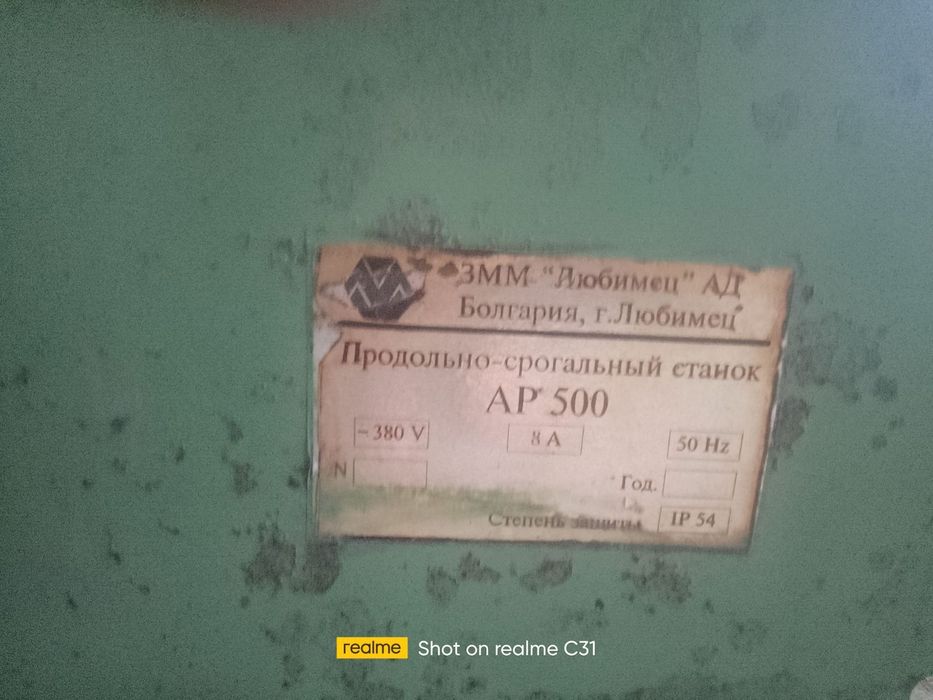 ЗММ "Любимец" АД
Болгария, г.Любимец
Продольно-срогальный станок
АР 500
~380 V
8 A
50 Hz
N
Год.
Степень защиты IP 54
realme Shot on realme C31